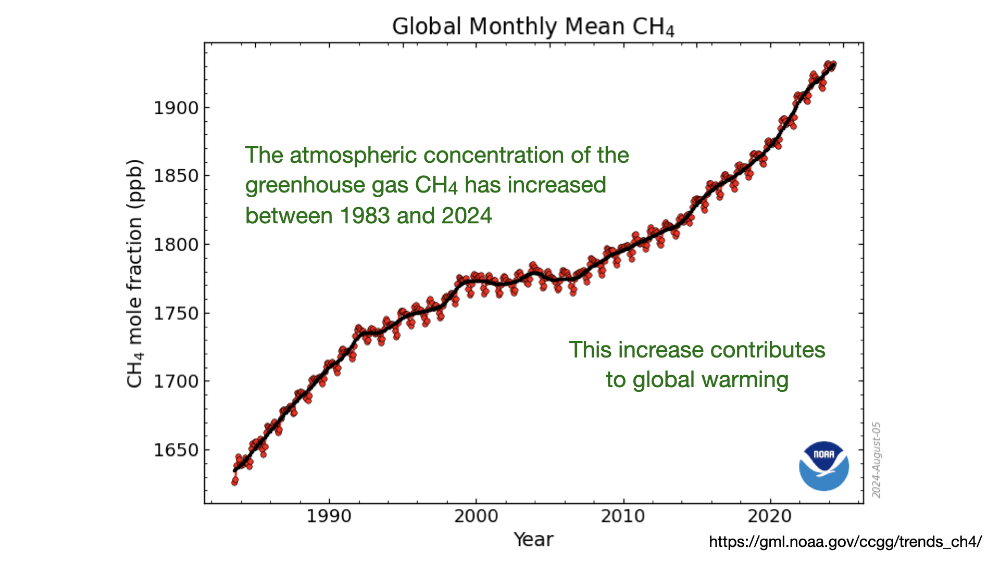 Global Monthly Mean CH₄
CH₄ mole fraction (ppb)
1900
1850
1800
1750
1700
1650
The atmospheric concentration of the
greenhouse gas CH₄ has increased
between 1983 and 2024
This increase contributes
to global warming
NOAA
2024-August-05
1990 2000 2010 2020
Year
https://gml.noaa.gov/ccgg/trends_ch4/